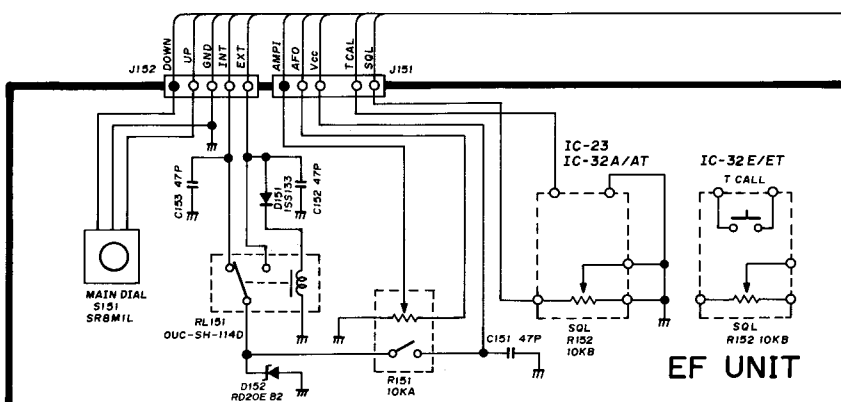 DOWN
UP
GND
INT
EXT
AMPI
AFO
Vcc
T CAL
SQL
J152
J151
C153 47P
D151
1SS133
C152 47P
IC-23
IC-32A/AT
IC-32E/ET
T CALL
MAIN DIAL
S151
SR8M1L
RL151
OUC-SH-114D
D152
RD20E B2
R151
10KA
C151 47P
SQL
R152
10KB
SQL
R152 10KB
EF UNIT